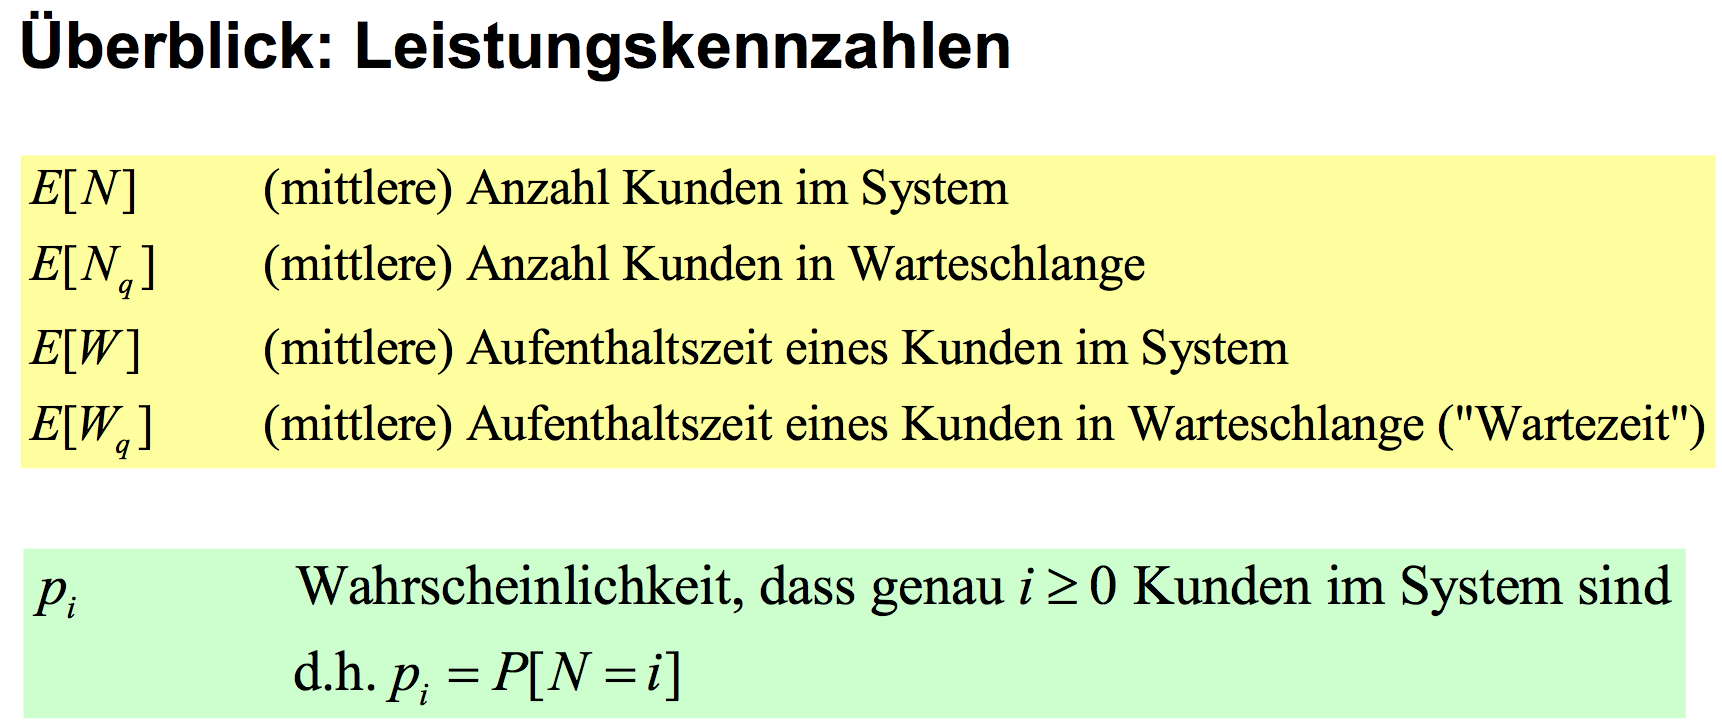 Überblick: Leistungskennzahlen
E[N] (mittlere) Anzahl Kunden im System
E[N_q] (mittlere) Anzahl Kunden in Warteschlange
E[W] (mittlere) Aufenthaltszeit eines Kunden im System
E[W_q] (mittlere) Aufenthaltszeit eines Kunden in Warteschlange ("Wartezeit")
p_i Wahrscheinlichkeit, dass genau i ≥ 0 Kunden im System sind
d.h. p_i = P[N = i]